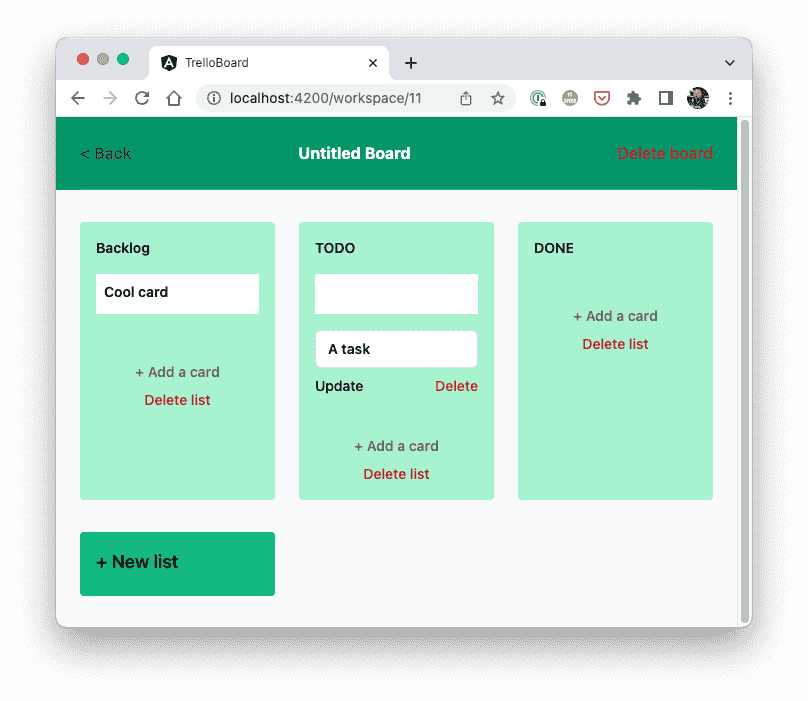 TrelloBoard
localhost:4200/workspace/11
< Back
Untitled Board
Delete board
Backlog
Cool card
+ Add a card
Delete list
TODO
A task
Update
Delete
+ Add a card
Delete list
DONE
+ Add a card
Delete list
+ New list